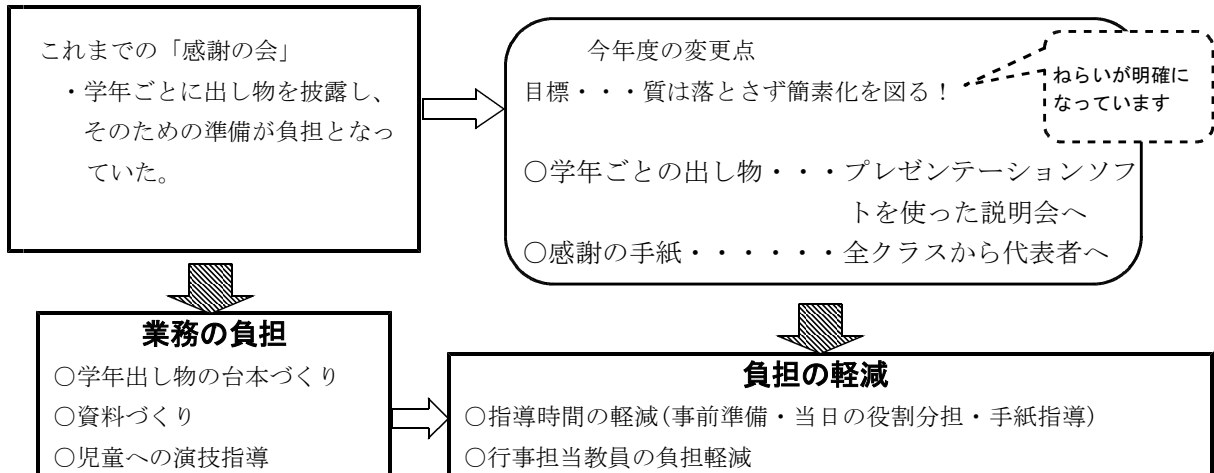 これまでの「感謝の会」
・学年ごとに出し物を披露し、
そのための準備が負担となっ
ていた。
今年度の変更点
目標・・・質は落とさず簡素化を図る！
ねらいが明確に
なっています
○学年ごとの出し物・・・プレゼンテーションソフ
トを使った説明会へ
○感謝の手紙・・・・・・全クラスから代表者へ
業務の負担
○学年出し物の台本づくり
○資料づくり
○児童への演技指導
負担の軽減
○指導時間の軽減(事前準備・当日の役割分担・手紙指導)
○行事担当教員の負担軽減